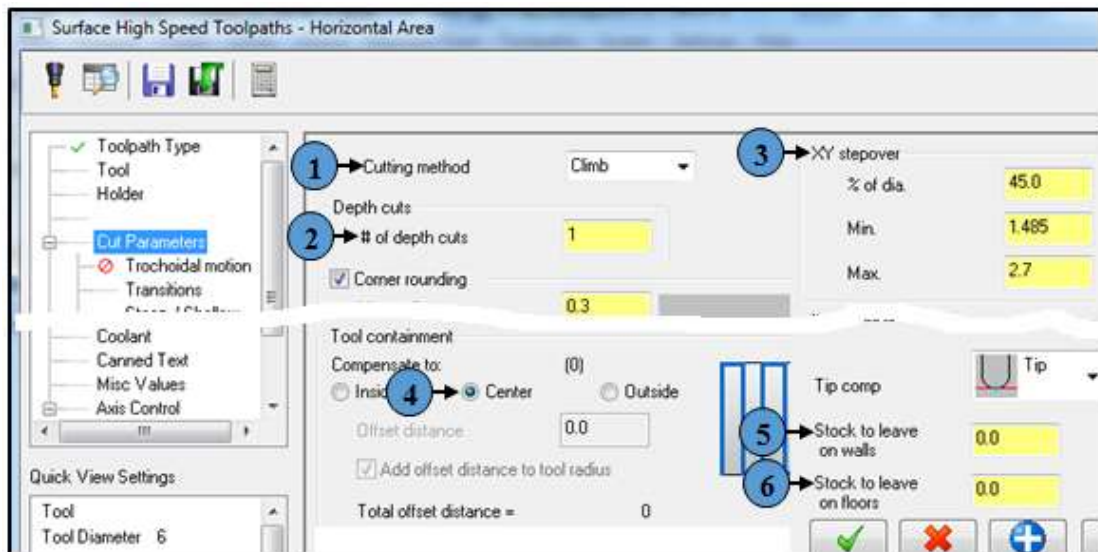 Surface High Speed Toolpaths - Horizontal Area
Toolpath Type
Tool
Holder
Cut Parameters
Trochoidal motion
Transitions
Coolant
Canned Text
Misc Values
Axis Control
Quick View Settings
Tool
Tool Diameter 6
1 Cutting method Climb
Depth cuts
2 # of depth cuts 1
Corner rounding
0.3
Tool containment
Compensate to: (0)
4 Center Outside
Offset distance 0.0
Add offset distance to tool radius
Total offset distance = 0
3 XY stepover
% of dia. 45.0
Min. 1.485
Max. 2.7
Tip comp Tip
5 Stock to leave
on walls 0.0
6 Stock to leave
on floors 0.0